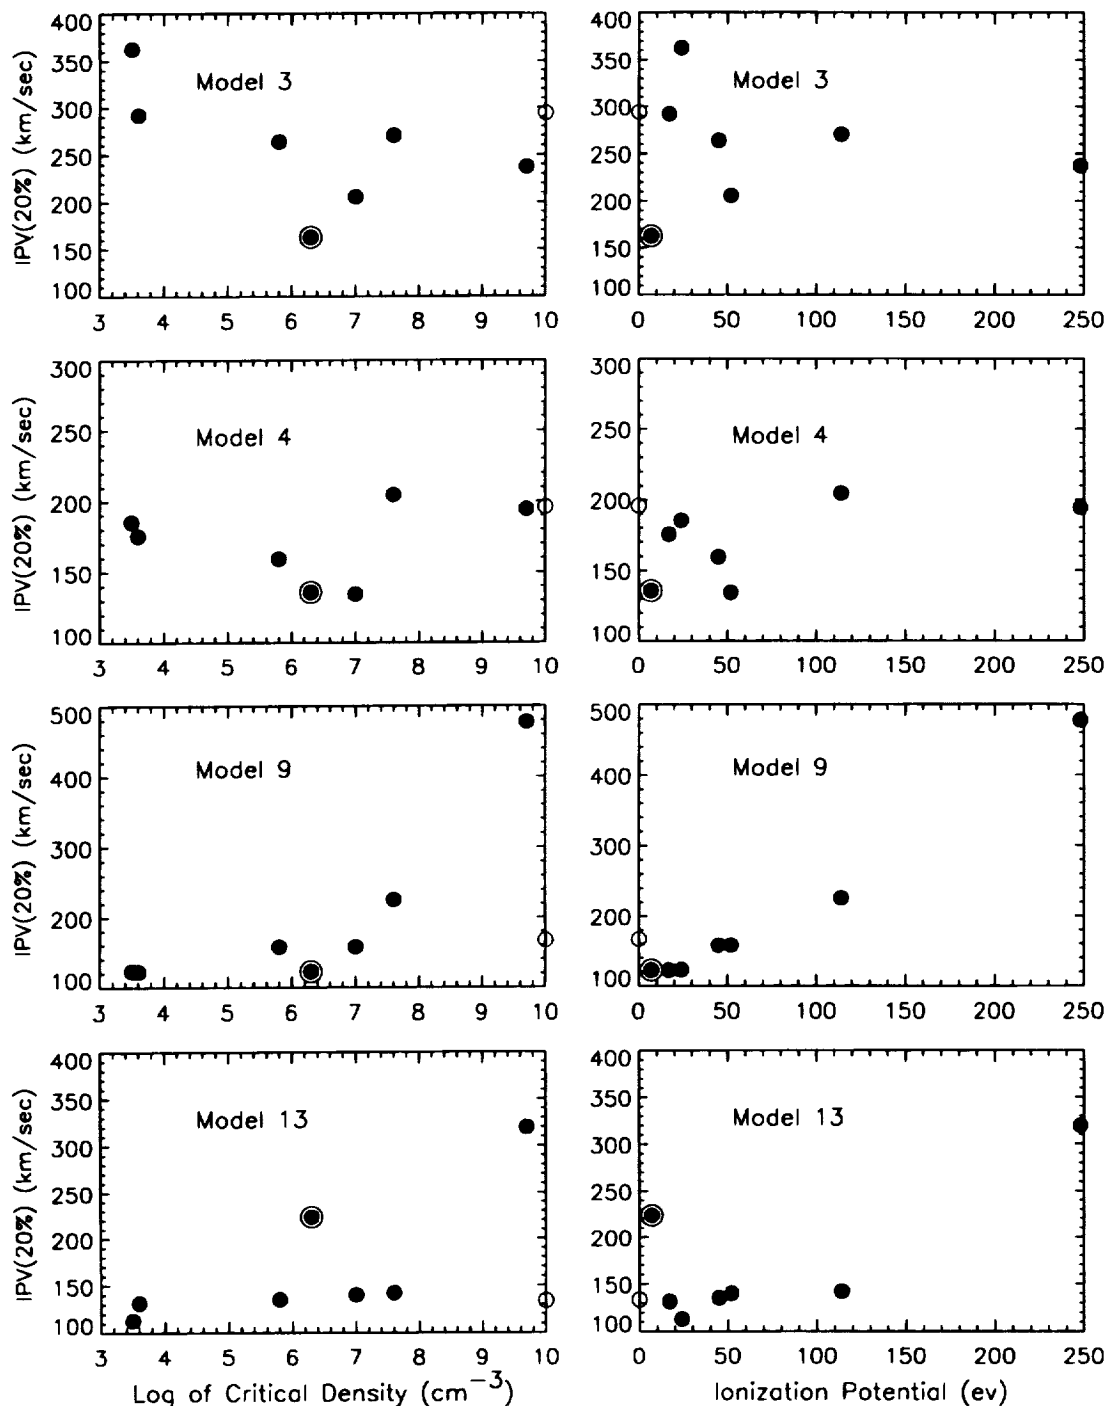 400
350
300
250
200
150
100
IPV(20%) (km/sec)
Model 3
3 4 5 6 7 8 9 10
400
350
300
250
200
150
100
Model 3
0 50 100 150 200 250
300
250
200
150
100
IPV(20%) (km/sec)
Model 4
3 4 5 6 7 8 9 10
300
250
200
150
100
Model 4
0 50 100 150 200 250
500
400
300
200
100
IPV(20%) (km/sec)
Model 9
3 4 5 6 7 8 9 10
500
400
300
200
100
Model 9
0 50 100 150 200 250
400
350
300
250
200
150
100
IPV(20%) (km/sec)
Model 13
3 4 5 6 7 8 9 10
Log of Critical Density (cm⁻³)
400
350
300
250
200
150
100
Model 13
0 50 100 150 200 250
Ionization Potential (ev)